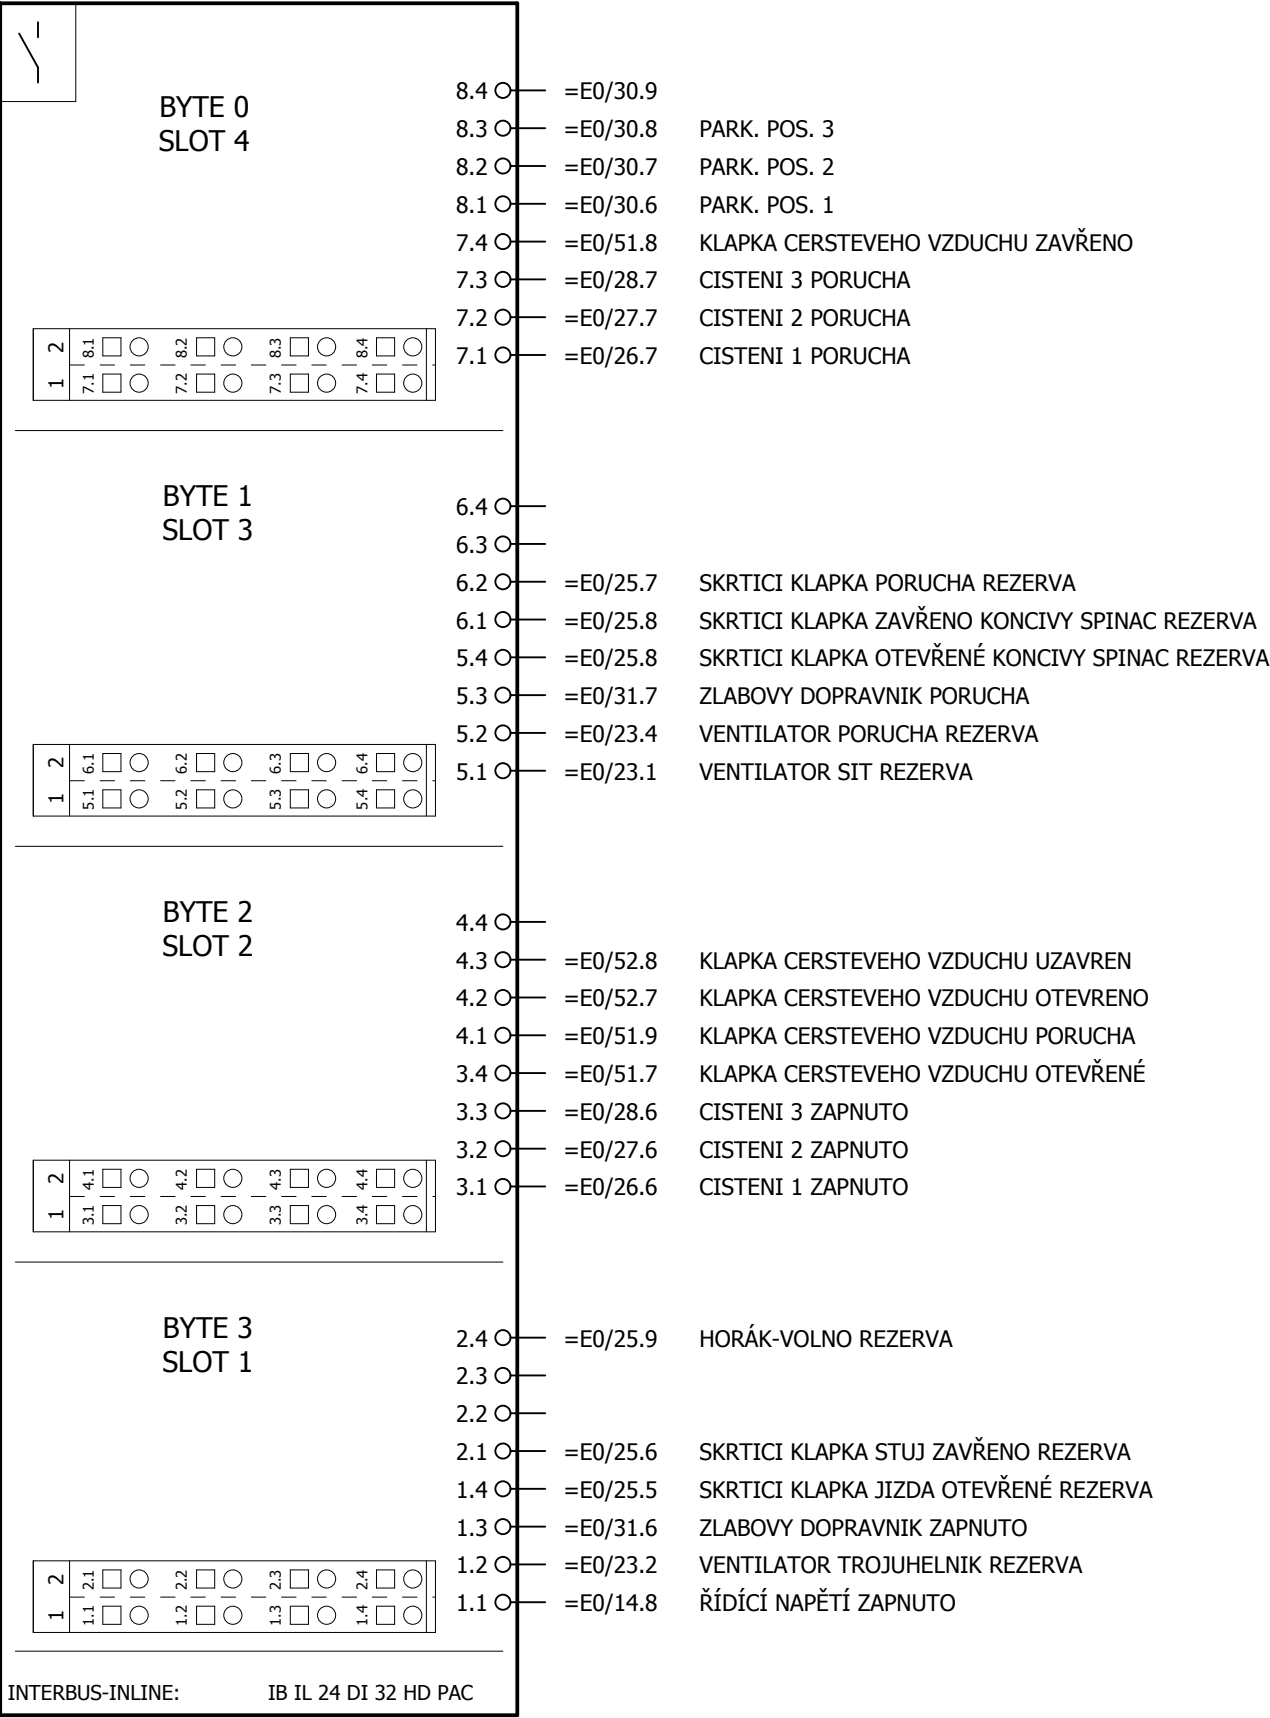 BYTE 0
SLOT 4
8.4 =E0/30.9
8.3 =E0/30.8 PARK. POS. 3
8.2 =E0/30.7 PARK. POS. 2
8.1 =E0/30.6 PARK. POS. 1
7.4 =E0/51.8 KLAPKA CERSTEVEHO VZDUCHU ZAVŘENO
7.3 =E0/28.7 CISTENI 3 PORUCHA
7.2 =E0/27.7 CISTENI 2 PORUCHA
7.1 =E0/26.7 CISTENI 1 PORUCHA
2 8.1 8.2 8.3 8.4
1 7.1 7.2 7.3 7.4
BYTE 1
SLOT 3
6.4
6.3
6.2 =E0/25.7 SKRTICI KLAPKA PORUCHA REZERVA
6.1 =E0/25.8 SKRTICI KLAPKA ZAVŘENO KONCIVY SPINAC REZERVA
5.4 =E0/25.8 SKRTICI KLAPKA OTEVŘENÉ KONCIVY SPINAC REZERVA
5.3 =E0/31.7 ZLABOVY DOPRAVNIK PORUCHA
5.2 =E0/23.4 VENTILATOR PORUCHA REZERVA
5.1 =E0/23.1 VENTILATOR SIT REZERVA
2 6.1 6.2 6.3 6.4
1 5.1 5.2 5.3 5.4
BYTE 2
SLOT 2
4.4
4.3 =E0/52.8 KLAPKA CERSTEVEHO VZDUCHU UZAVREN
4.2 =E0/52.7 KLAPKA CERSTEVEHO VZDUCHU OTEVRENO
4.1 =E0/51.9 KLAPKA CERSTEVEHO VZDUCHU PORUCHA
3.4 =E0/51.7 KLAPKA CERSTEVEHO VZDUCHU OTEVŘENÉ
3.3 =E0/28.6 CISTENI 3 ZAPNUTO
3.2 =E0/27.6 CISTENI 2 ZAPNUTO
3.1 =E0/26.6 CISTENI 1 ZAPNUTO
2 4.1 4.2 4.3 4.4
1 3.1 3.2 3.3 3.4
BYTE 3
SLOT 1
2.4 =E0/25.9 HORÁK-VOLNO REZERVA
2.3
2.2
2.1 =E0/25.6 SKRTICI KLAPKA STUJ ZAVŘENO REZERVA
1.4 =E0/25.5 SKRTICI KLAPKA JIZDA OTEVŘENÉ REZERVA
1.3 =E0/31.6 ZLABOVY DOPRAVNIK ZAPNUTO
1.2 =E0/23.2 VENTILATOR TROJUHELNIK REZERVA
1.1 =E0/14.8 ŘÍDÍCÍ NAPĚTÍ ZAPNUTO
2 2.1 2.2 2.3 2.4
1 1.1 1.2 1.3 1.4
INTERBUS-INLINE: IB IL 24 DI 32 HD PAC